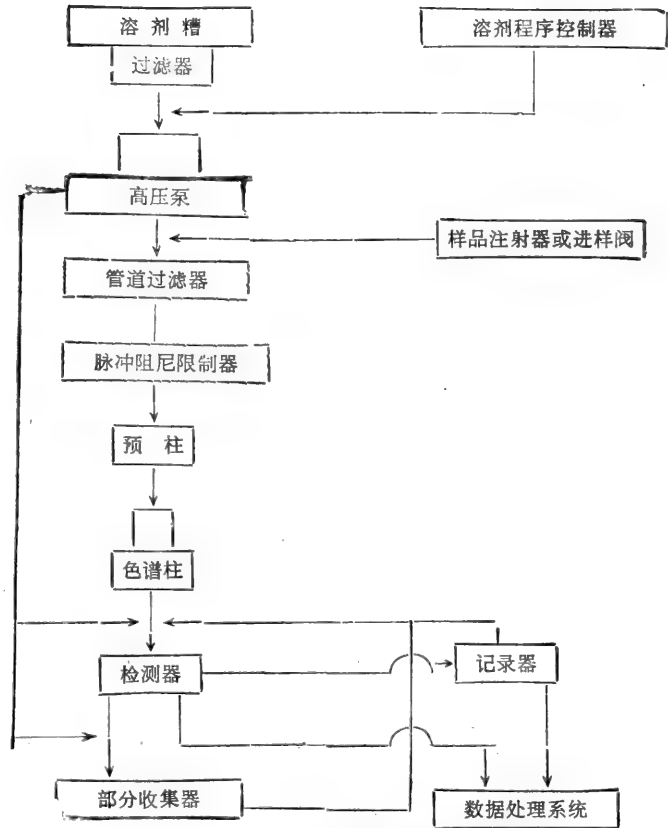 溶剂糟
溶剂程序控制器
过滤器
高压泵
样品注射器或进样阀
管道过滤器
脉冲阻尼限制器
预柱
色谱柱
检测器
记录器
部分收集器
数据处理系统